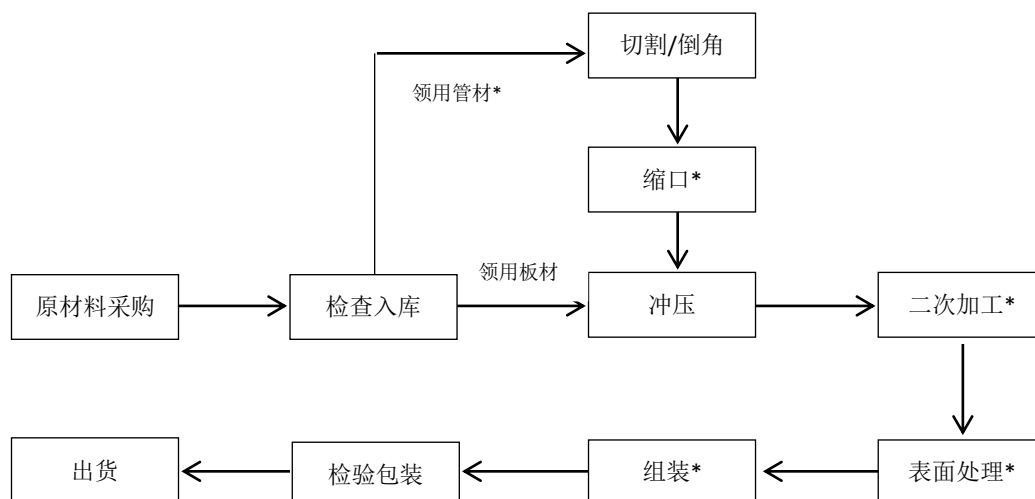 切割/倒角
领用管材*
缩口*
领用板材
原材料采购
检查入库
冲压
二次加工*
出货
检验包装
组装*
表面处理*